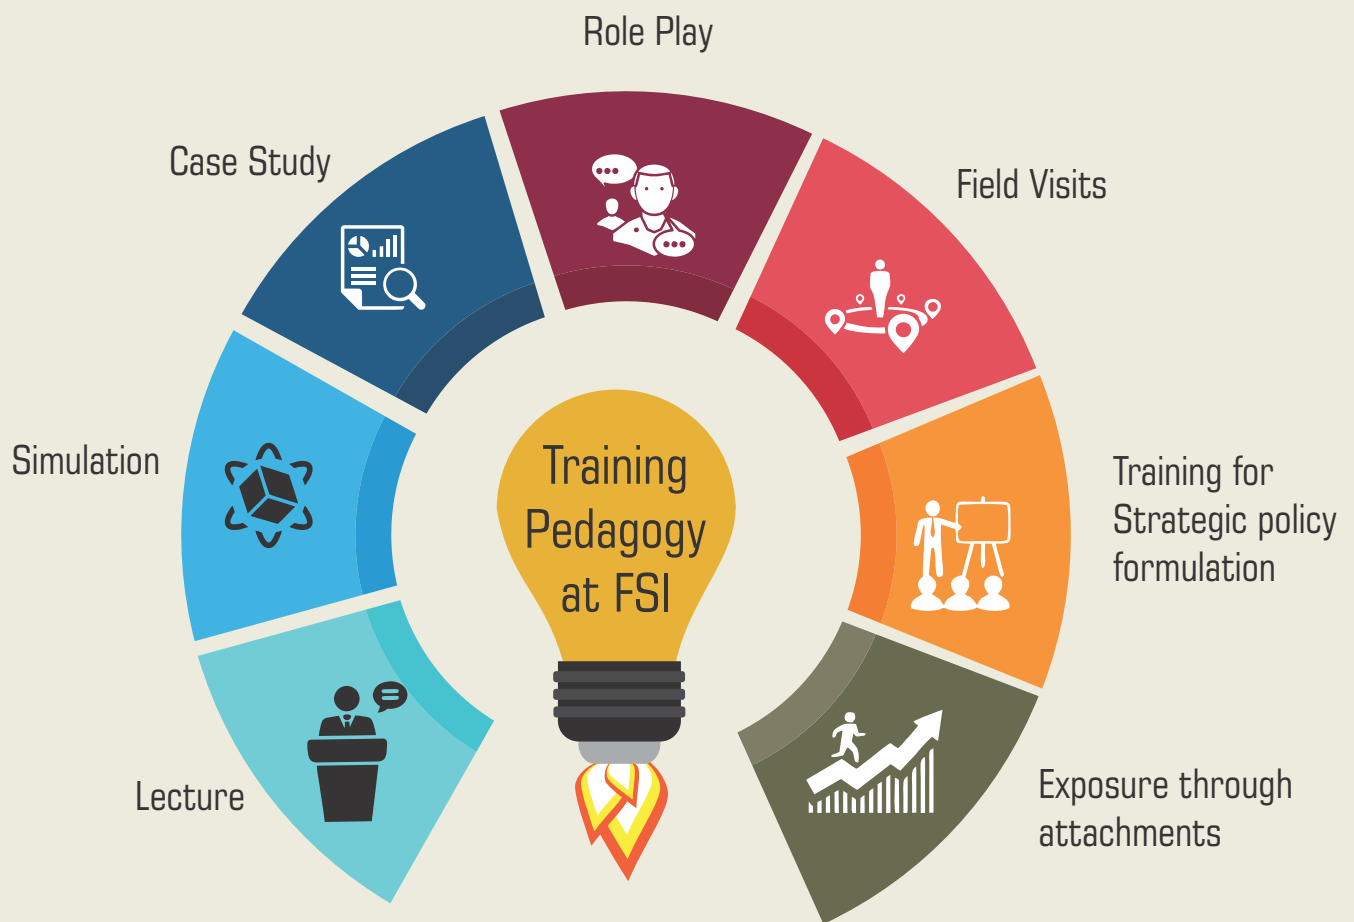 Role Play
Case Study
Field Visits
Simulation
Training
Pedagogy
at FSI
Training for
Strategic policy
formulation
Lecture
Exposure through
attachments